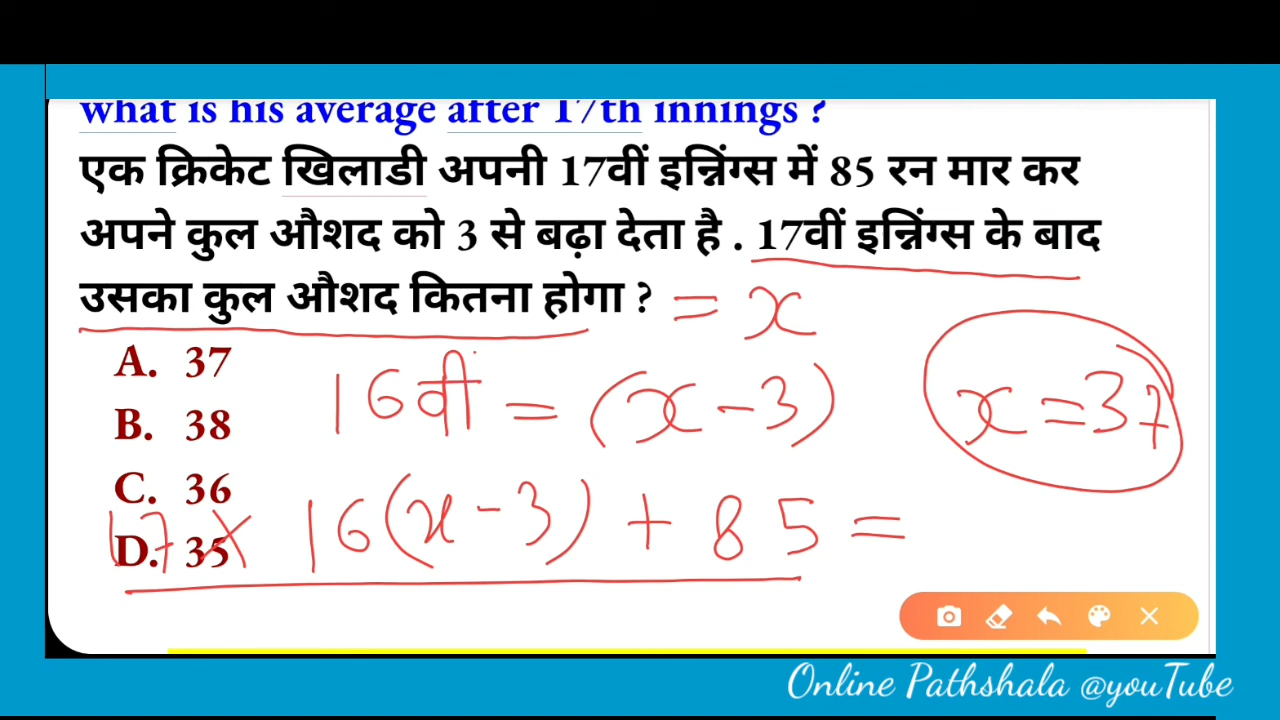 what is his average after 17th innings ?
एक क्रिकेट खिलाडी अपनी 17वीं इन्निंग्स में 85 रन मार कर
अपने कुल औशद को 3 से बढ़ा देता है . 17वीं इन्निंग्स के बाद
उसका कुल औशद कितना होगा ? = x
A. 37
16वी = (x - 3)
x = 37
B. 38
C. 36
17x 16(x - 3) + 85 =
D. 35
Online Pathshala @youTube